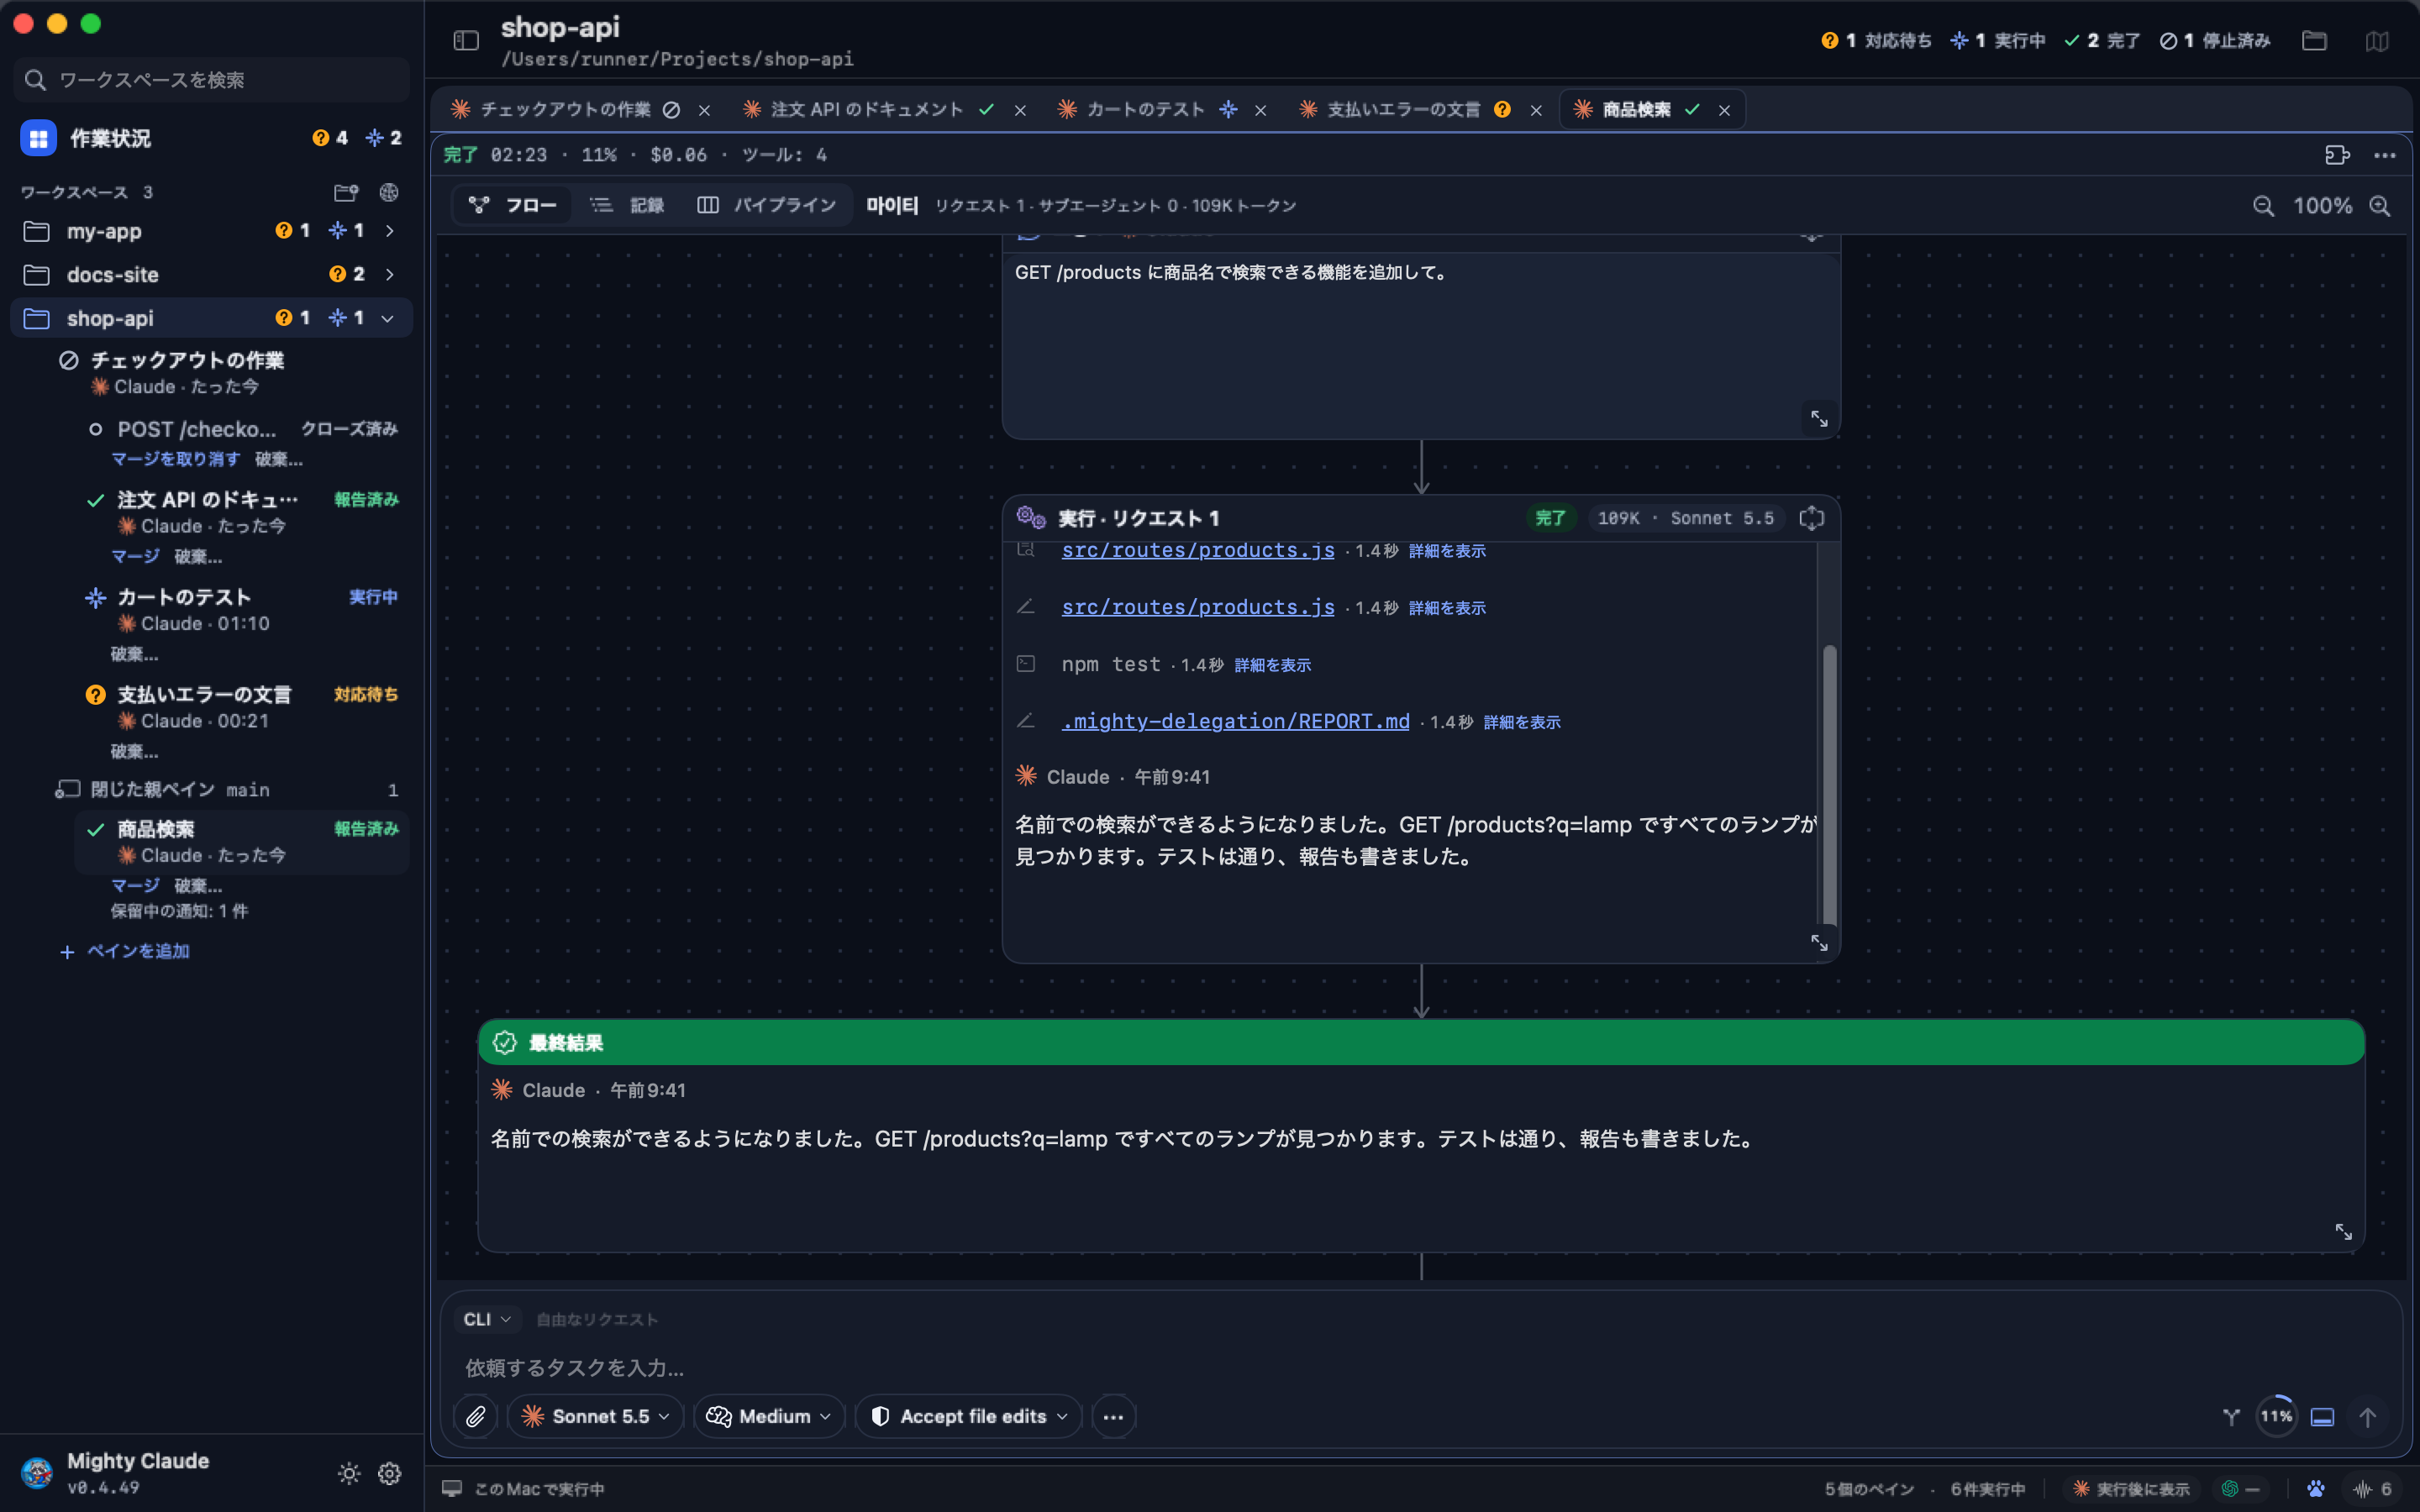 ワークスペースを検索
作業状況 4 2
ワークスペース 3
my-app 1 1
docs-site 2
shop-api 1 1
チェックアウトの作業
Claude · たった今
POST /checko... クローズ済み
マージを取り消す 破棄...
注文 API のドキュ… 報告済み
Claude · たった今
マージ 破棄...
カートのテスト 実行中
Claude · 01:10
破棄...
支払いエラーの文言 対応待ち
Claude · 00:21
破棄...
閉じた親ペイン main 1
商品検索 報告済み
Claude · たった今
マージ 破棄...
保留中の通知: 1 件
+ ペインを追加
Mighty Claude
v0.4.49
shop-api
/Users/runner/Projects/shop-api
1 対応待ち 1 実行中 2 完了 1 停止済み
チェックアウトの作業 注文 API のドキュメント カートのテスト 支払いエラーの文言 商品検索
完了 02:23 · 11% · $0.06 · ツール: 4
フロー 記録 パイプライン 마이티 リクエスト 1 · サブエージェント 0 · 109K トークン 100%
GET /products に商品名で検索できる機能を追加して。
実行 · リクエスト 1 完了 109K · Sonnet 5.5
src/routes/products.js · 1.4秒 詳細を表示
src/routes/products.js · 1.4秒 詳細を表示
npm test · 1.4秒 詳細を表示
.mighty-delegation/REPORT.md · 1.4秒 詳細を表示
Claude · 午前9:41
名前での検索ができるようになりました。GET /products?q=lamp ですべてのランプが
見つかります。テストは通り、報告も書きました。
最終結果
Claude · 午前9:41
名前での検索ができるようになりました。GET /products?q=lamp ですべてのランプが見つかります。テストは通り、報告も書きました。
CLI 自由なリクエスト
依頼するタスクを入力...
Sonnet 5.5 Medium Accept file edits 11%
この Mac で実行中 5個のペイン · 6件実行中 実行後に表示 — 6